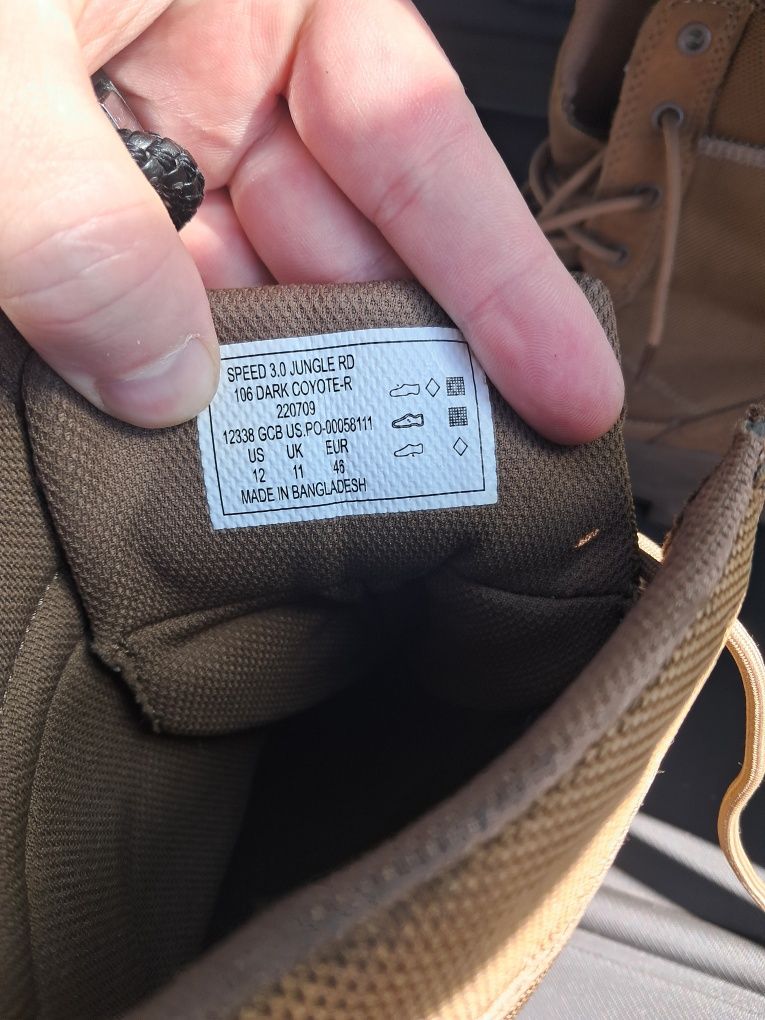 SPEED 3.0 JUNGLE RD
106 DARK COYOTE-R
220709
12338 GCB US.PO-00058111
US UK EUR
12 11 46
MADE IN BANGLADESH